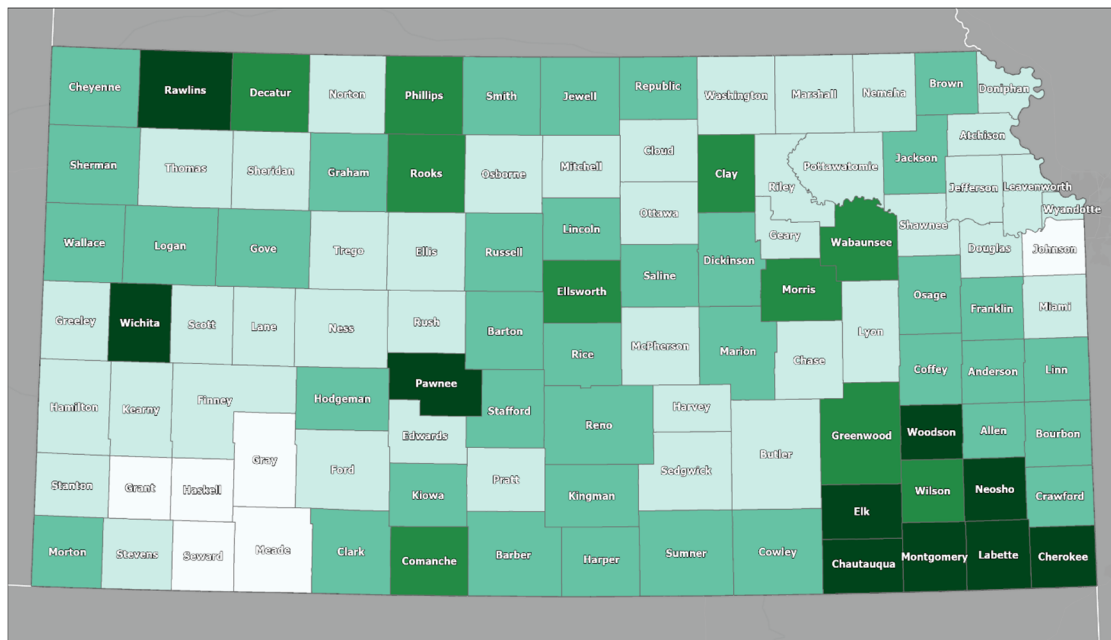 Cheyenne
Rawlins
Decatur
Norton
Phillips
Smith
Jewell
Republic
Washington
Marshall
Nemaha
Brown
Doniphan
Sherman
Thomas
Sheridan
Graham
Rooks
Osborne
Mitchell
Cloud
Clay
Riley
Pottawatomie
Jackson
Atchison
Jefferson
Leavenworth
Wyandotte
Wallace
Logan
Gove
Trego
Ellis
Russell
Lincoln
Ottawa
Saline
Dickinson
Geary
Wabaunsee
Shawnee
Douglas
Johnson
Greeley
Wichita
Scott
Lane
Ness
Rush
Barton
Ellsworth
Rice
McPherson
Marion
Morris
Chase
Lyon
Osage
Franklin
Miami
Hamilton
Kearny
Finney
Hodgeman
Pawnee
Stafford
Reno
Harvey
Coffey
Anderson
Linn
Stanton
Grant
Haskell
Gray
Ford
Edwards
Kiowa
Pratt
Kingman
Sedgwick
Butler
Greenwood
Woodson
Allen
Bourbon
Wilson
Neosho
Crawford
Morton
Stevens
Seward
Meade
Clark
Comanche
Barber
Harper
Sumner
Cowley
Elk
Chautauqua
Montgomery
Labette
Cherokee